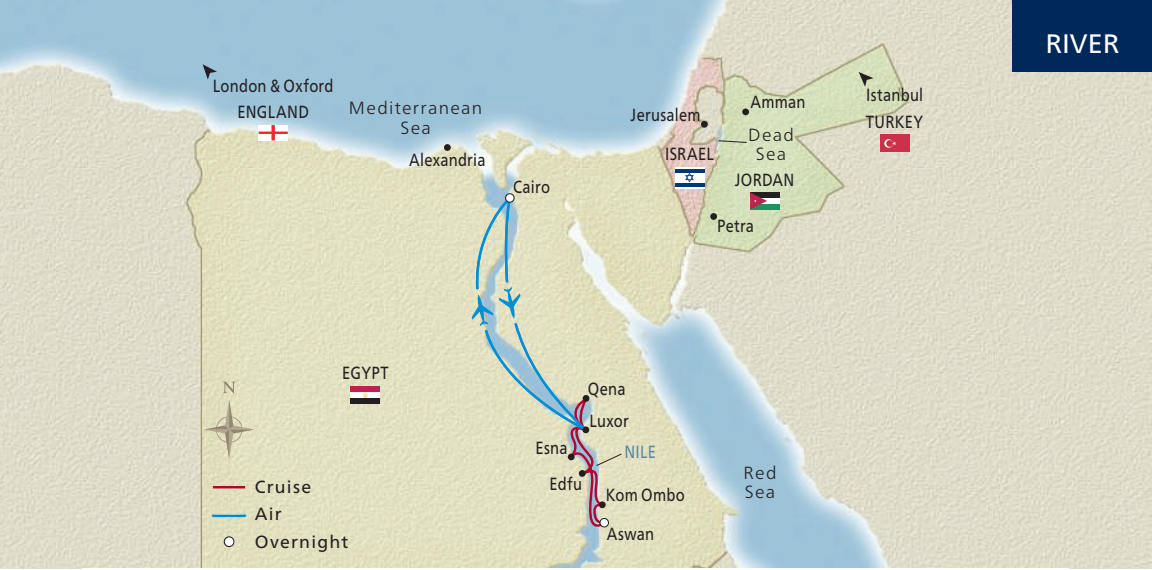 RIVER
London & Oxford
ENGLAND
Mediterranean
Sea
Alexandria
Cairo
Jerusalem
ISRAEL
Amman
Dead
Sea
JORDAN
Petra
Istanbul
TURKEY
EGYPT
N
Qena
Luxor
Esna
NILE
Edfu
Kom Ombo
Aswan
Red
Sea
Cruise
Air
Overnight